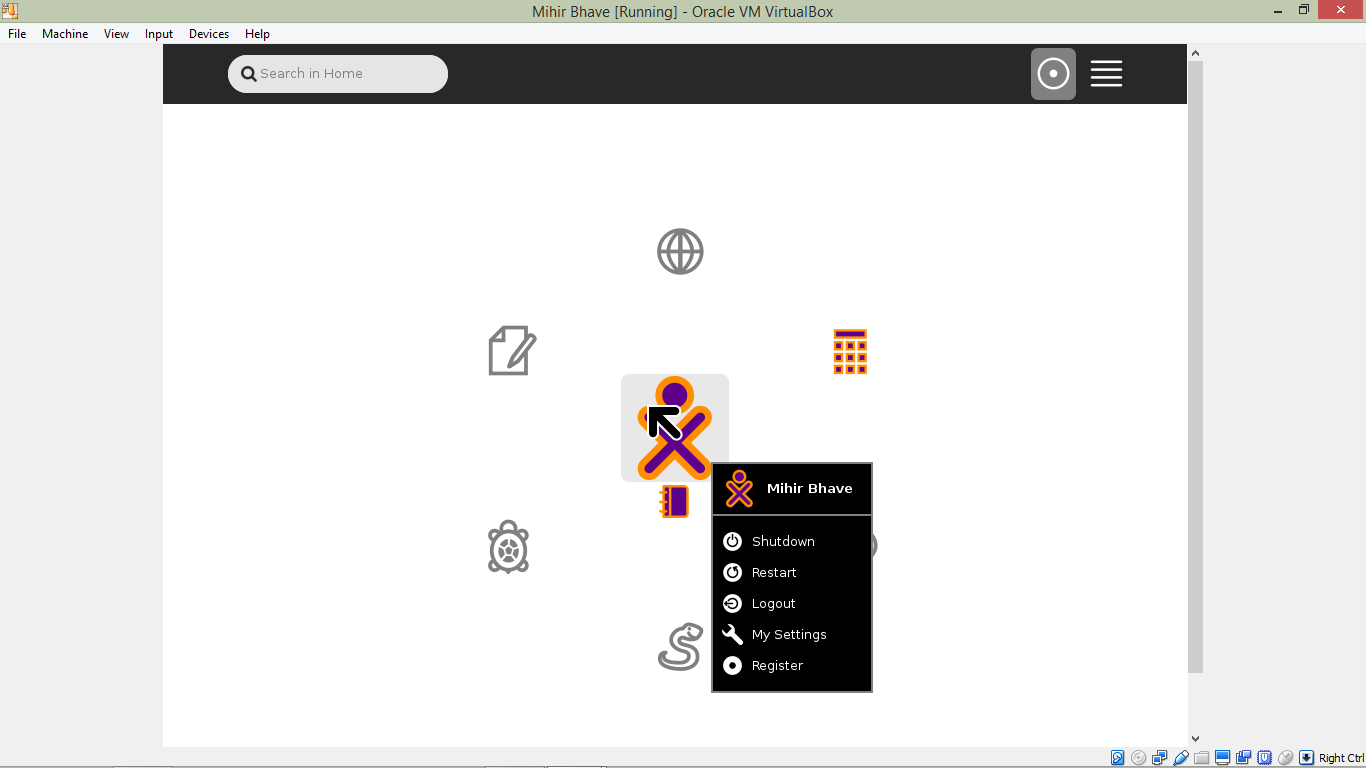 Mihir Bhave [Running] - Oracle VM VirtualBox
File Machine View Input Devices Help
Search in Home
Mihir Bhave
Shutdown
Restart
Logout
My Settings
Register
Right Ctrl